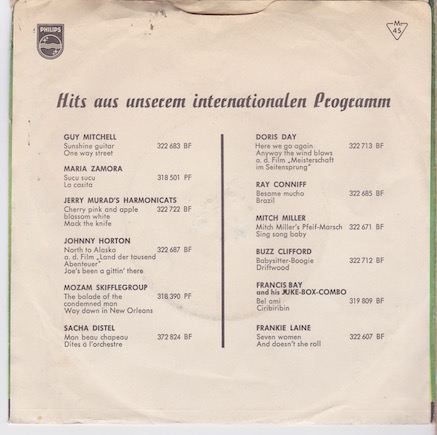 PHILIPS
M
45
Hits aus unserem internationalen Programm
GUY MITCHELL
Sunshine guitar 322 683 BF
One way street
MARIA ZAMORA
Sucu sucu 318 501 PF
La casita
JERRY MURAD'S HARMONICATS
Cherry pink and apple 322 722 BF
blossom white
Mack the knife
JOHNNY HORTON
North to Alaska 322 687 BF
a. d. Film „Land der tausend
Abenteuer"
Joe's been a gittin' there
MOZAM SKIFFLEGROUP
The balade of the 318 390 PF
condemned man
Way down in New Orleans
SACHA DISTEL
Mon beau chapeau 372 824 BF
Dites à l'orchestre
DORIS DAY
Here we go again 322 713 BF
Anyway the wind blows
a. d. Film „Meisterschaft
im Seitensprung"
RAY CONNIFF
Besame mucho 322 685 BF
Brazil
MITCH MILLER
Mitch Miller's Pfeif-Marsch 322 671 BF
Sing song baby
BUZZ CLIFFORD
Babysitter-Boogie 322 712 BF
Driftwood
FRANCIS BAY
and his JUKE-BOX-COMBO
Bel ami 319 809 BF
Ciribiribin
FRANKIE LAINE
Seven women 322 607 BF
And doesn't she roll